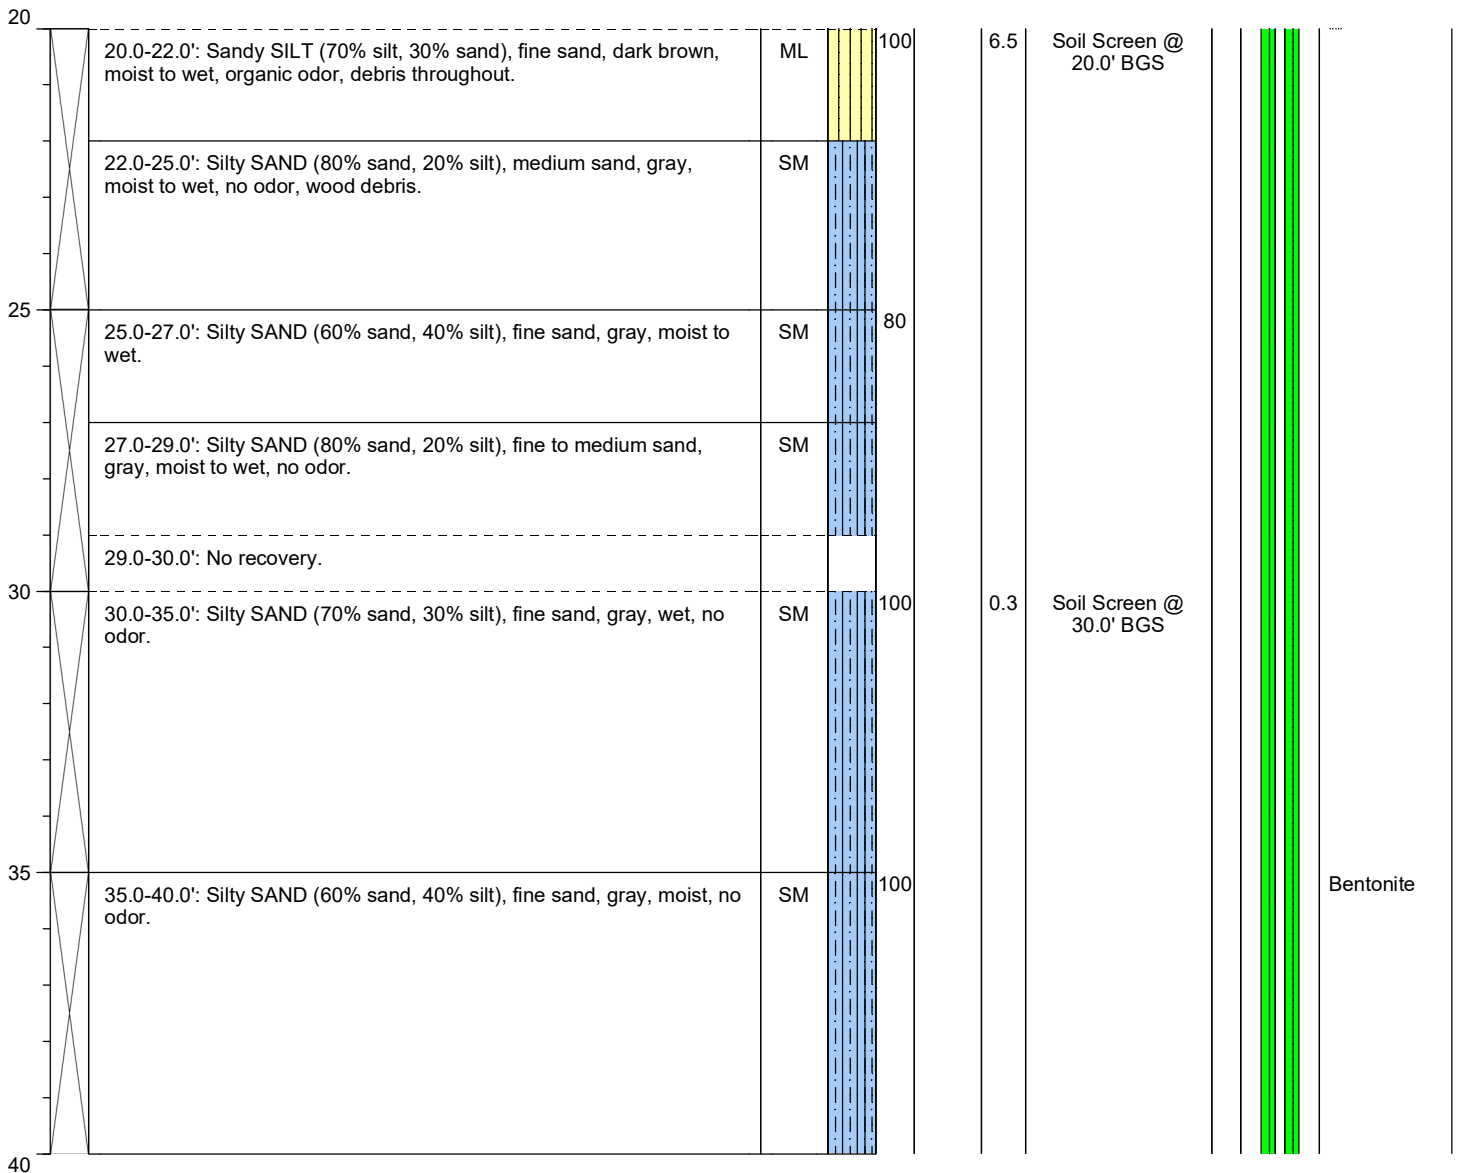 20
20.0-22.0': Sandy SILT (70% silt, 30% sand), fine sand, dark brown,
moist to wet, organic odor, debris throughout.
ML
100
6.5
Soil Screen @
20.0' BGS
22.0-25.0': Silty SAND (80% sand, 20% silt), medium sand, gray,
moist to wet, no odor, wood debris.
SM
25
25.0-27.0': Silty SAND (60% sand, 40% silt), fine sand, gray, moist to
wet.
SM
80
27.0-29.0': Silty SAND (80% sand, 20% silt), fine to medium sand,
gray, moist to wet, no odor.
SM
29.0-30.0': No recovery.
30
30.0-35.0': Silty SAND (70% sand, 30% silt), fine sand, gray, wet, no
odor.
SM
100
0.3
Soil Screen @
30.0' BGS
35
35.0-40.0': Silty SAND (60% sand, 40% silt), fine sand, gray, moist, no
odor.
SM
100
Bentonite
40